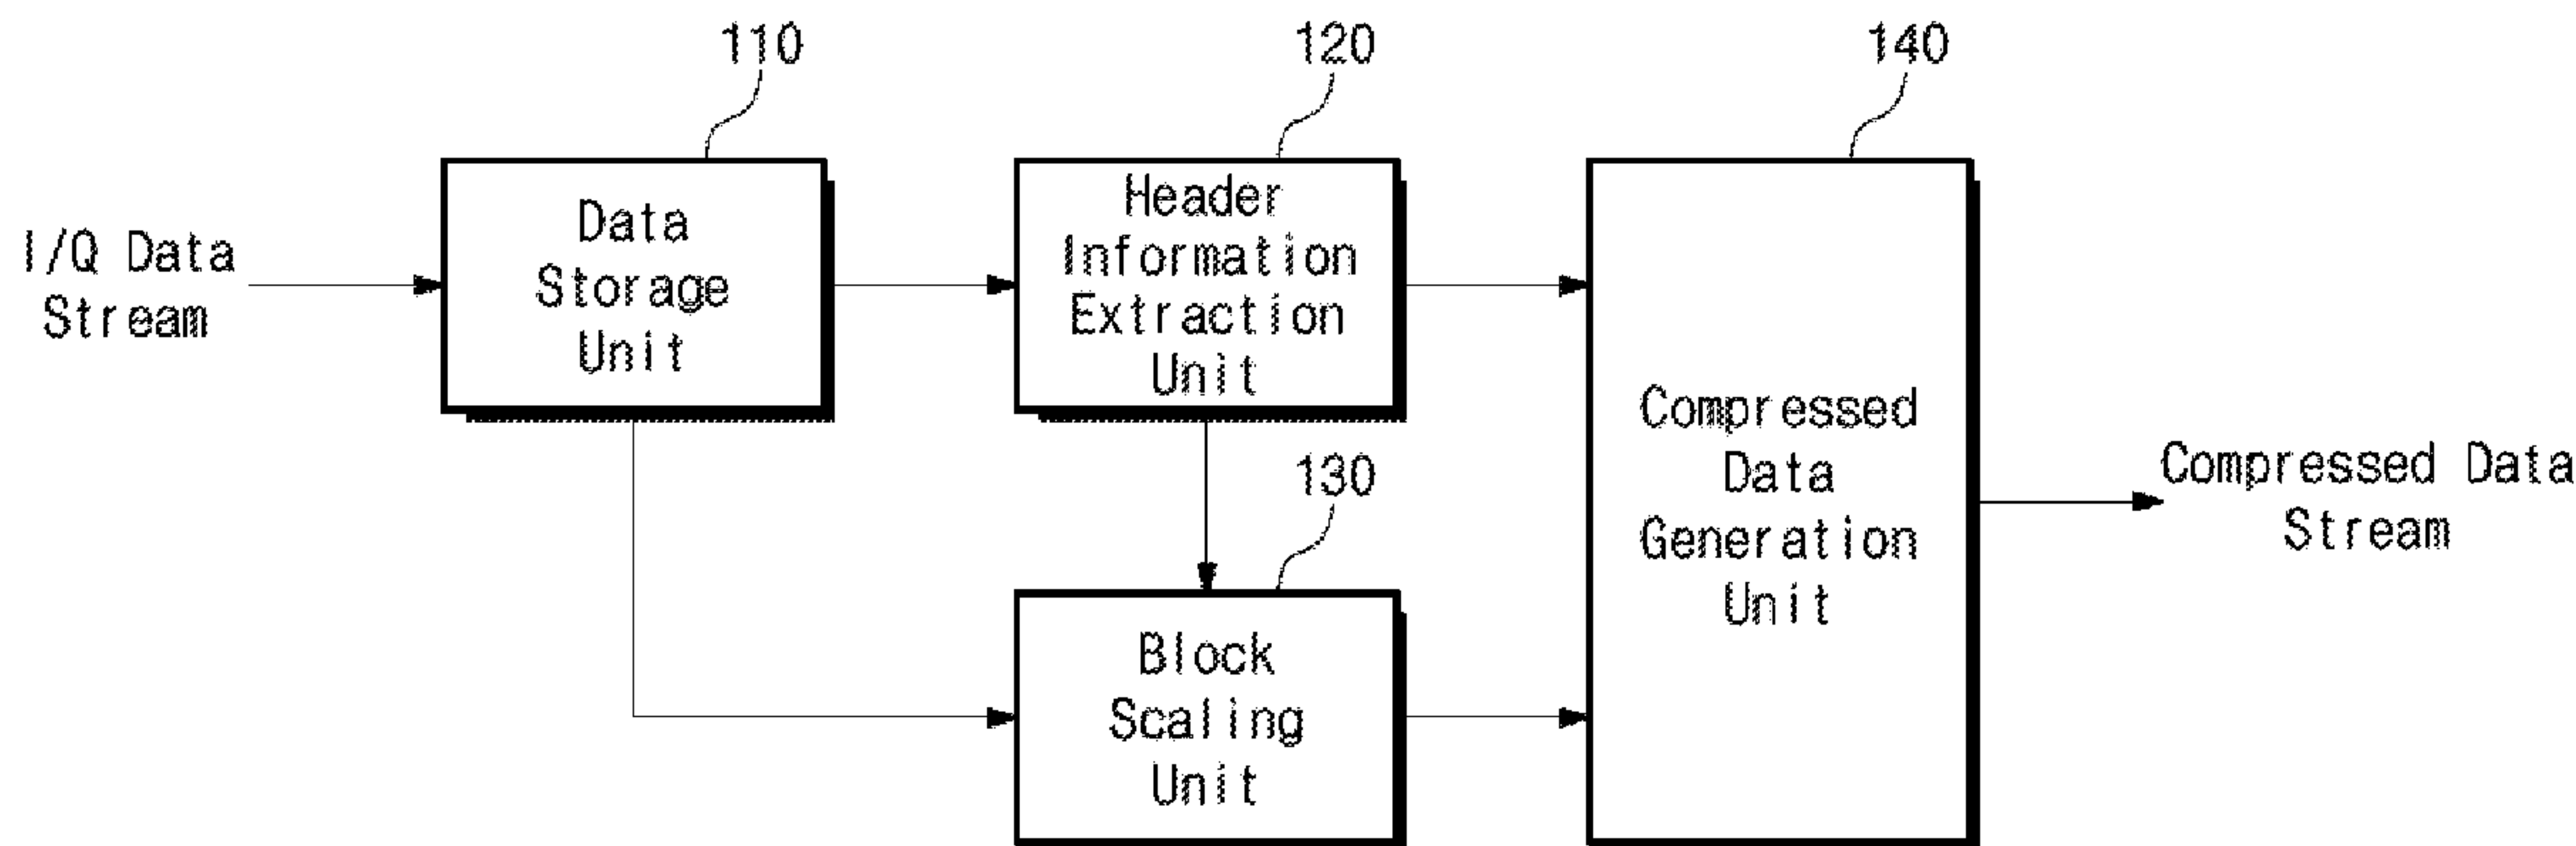 110
120
140
I/Q Data
Stream
Data
Storage
Unit
Header
Information
Extraction
Unit
130
Block
Scaling
Unit
Compressed
Data
Generation
Unit
Compressed Data
Stream